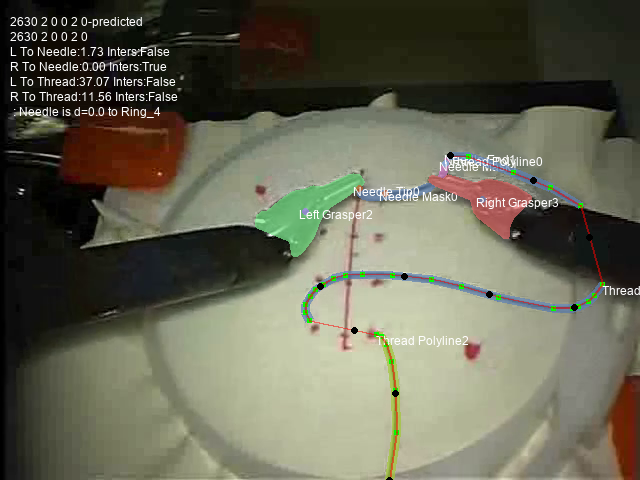 2630 2 0 0 2 0-predicted
2630 2 0 0 2 0
L To Needle:1.73 Inters:False
R To Needle:0.00 Inters:True
L To Thread:37.07 Inters:False
R To Thread:11.56 Inters:False
: Needle is d=0.0 to Ring_4
Thread Polyline0
Needle Tip0
Needle Mask0
Right Grasper3
Left Grasper2
Thread
Thread Polyline2